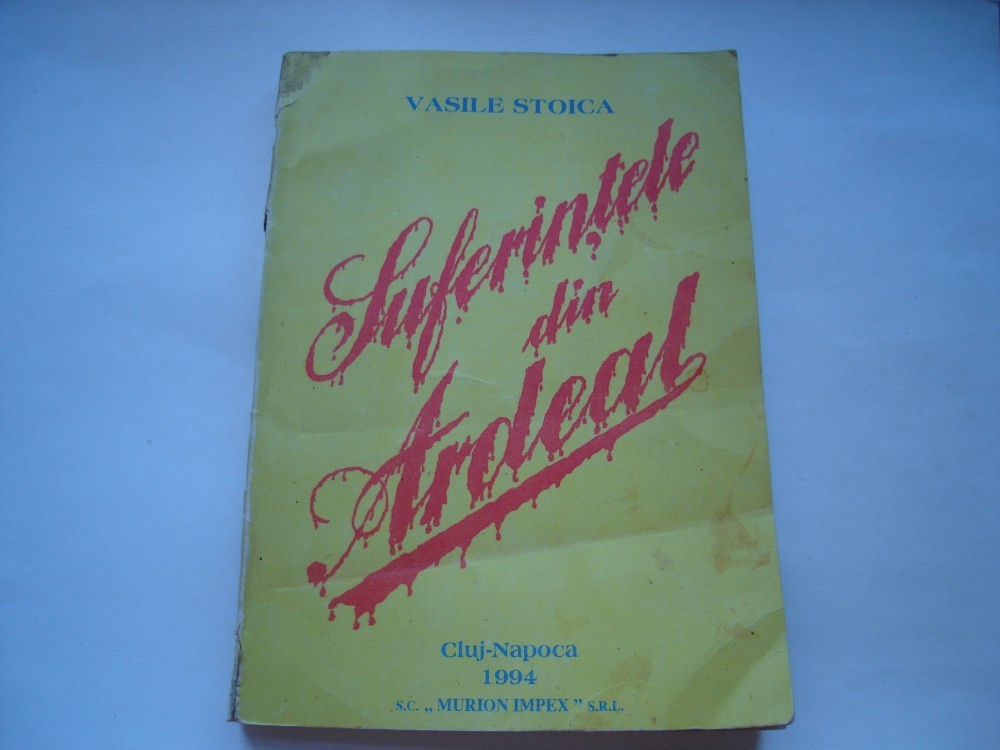 VASILE STOICA
Suferințele
din
Ardeal
Cluj-Napoca
1994
S.C. „ MURION IMPEX ” S.R.L.